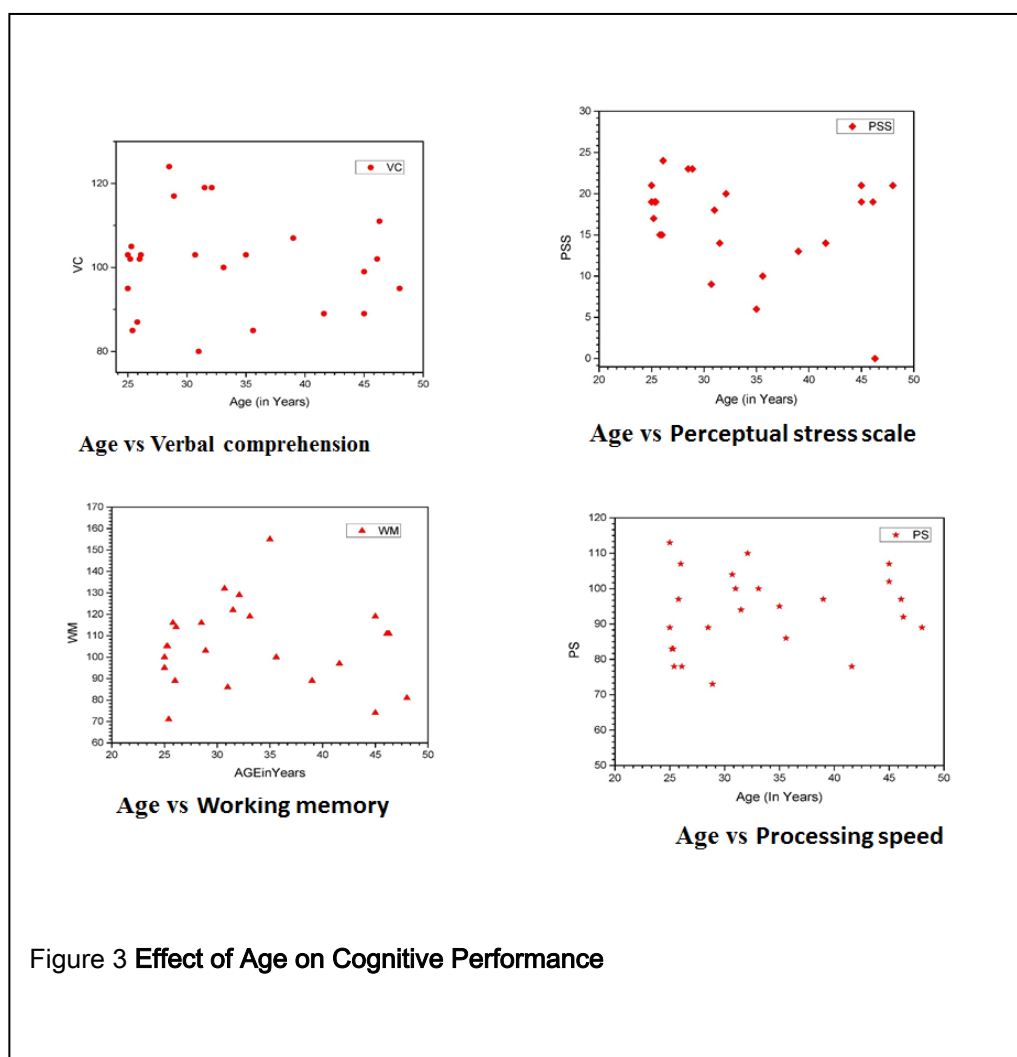 VC
120
100
80
VC
25 30 35 40 45 50
Age (in Years)
Age vs Verbal comprehension
PSS
30
25
20
15
10
5
0
PSS
20 25 30 35 40 45 50
Age (in Years)
Age vs Perceptual stress scale
WM
170
160
150
140
130
120
110
100
90
80
70
60
WM
20 25 30 35 40 45 50
AGEinYears
Age vs Working memory
PS
120
110
100
90
80
70
60
50
PS
20 25 30 35 40 45 50
Age (In Years)
Age vs Processing speed
Figure 3 Effect of Age on Cognitive Performance